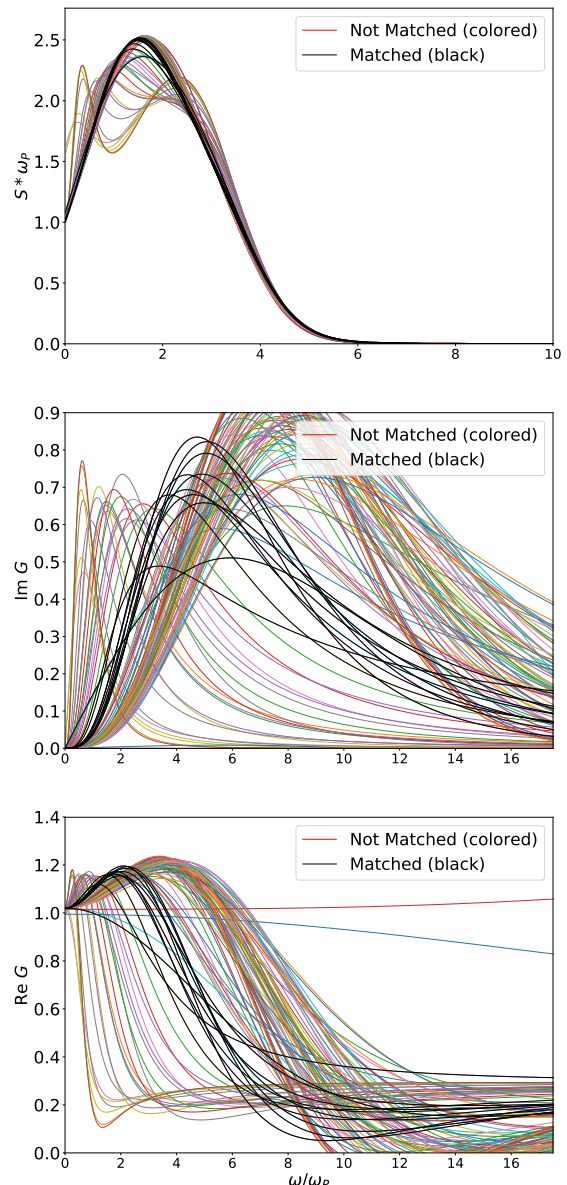 2.5
2.0
1.5
1.0
0.5
0.0
S * ω_P
Not Matched (colored)
Matched (black)
0 2 4 6 8 10
0.9
0.8
0.7
0.6
0.5
0.4
0.3
0.2
0.1
0.0
Im G
Not Matched (colored)
Matched (black)
0 2 4 6 8 10 12 14 16
1.4
1.2
1.0
0.8
0.6
0.4
0.2
0.0
Re G
Not Matched (colored)
Matched (black)
0 2 4 6 8 10 12 14 16
ω/ω_P